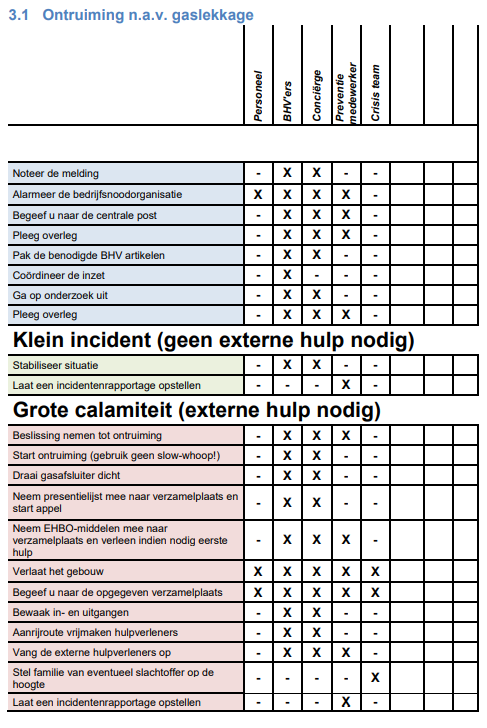 3.1 Ontruiming n.a.v. gaslekkage
Personeel
BHV'ers
Conciërge
Preventie
medewerker
Crisis team
Noteer de melding - X X - -
Alarmeer de bedrijfsnoodorganisatie X X X X -
Begeef u naar de centrale post - X X X -
Pleeg overleg - X X X -
Pak de benodigde BHV artikelen - X X - -
Coördineer de inzet - X - - -
Ga op onderzoek uit - X X - -
Pleeg overleg - X X X -
Klein incident (geen externe hulp nodig)
Stabiliseer situatie - X X - -
Laat een incidentenrapportage opstellen - - - X -
Grote calamiteit (externe hulp nodig)
Beslissing nemen tot ontruiming - X X X -
Start ontruiming (gebruik geen slow-whoop!) - X X - -
Draai gasafsluiter dicht - X X - -
Neem presentielijst mee naar verzamelplaats en
start appel - X X - -
Neem EHBO-middelen mee naar
verzamelplaats en verleen indien nodig eerste
hulp - X X X -
Verlaat het gebouw X X X X X
Begeef u naar de opgegeven verzamelplaats X X X X X
Bewaak in- en uitgangen - X X - -
Aanrijroute vrijmaken hulpverleners - X X - -
Vang de externe hulpverleners op - X X X -
Stel familie van eventueel slachtoffer op de
hoogte - - - - X
Laat een incidentenrapportage opstellen - - - X -